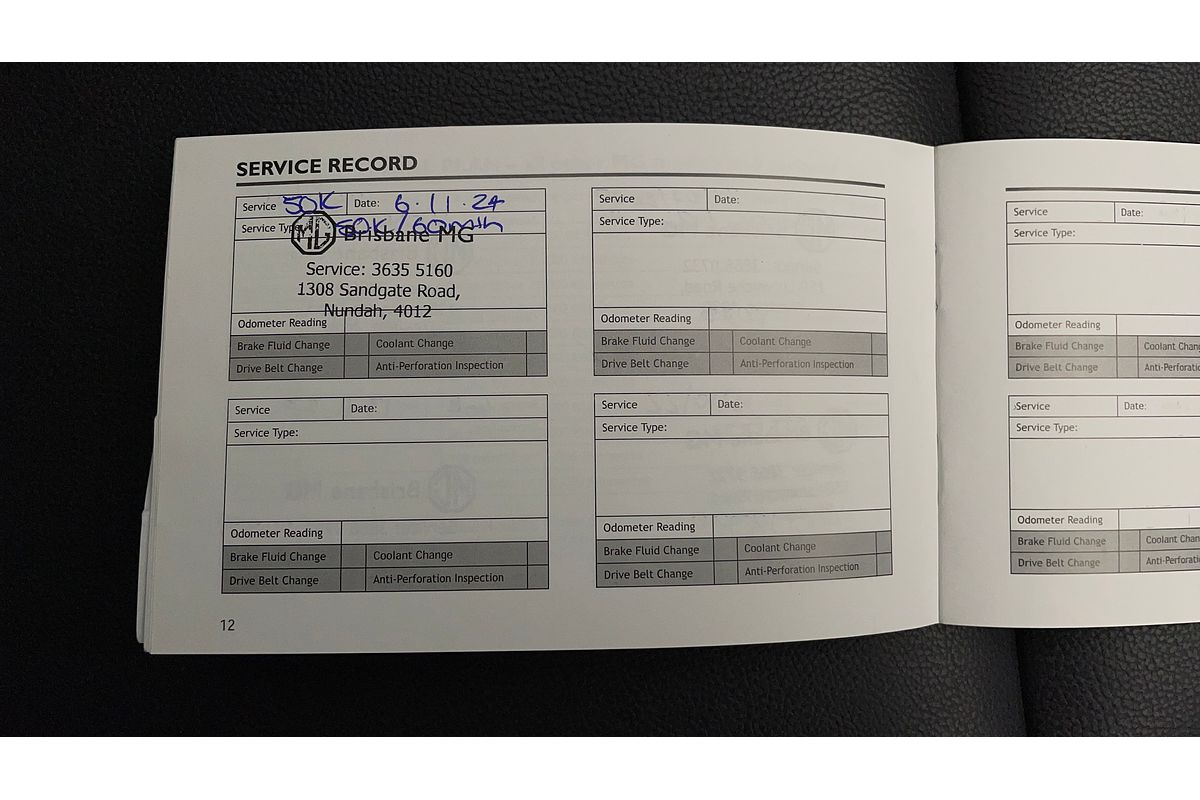 SERVICE RECORD
Service 50K Date: 6.11.24
Service Type: 50K/60mth
MG Brisbane MG
Service: 3635 5160
1308 Sandgate Road,
Nundah, 4012
Odometer Reading
Brake Fluid Change Coolant Change
Drive Belt Change Anti-Perforation Inspection
Service Date:
Service Type:
Odometer Reading
Brake Fluid Change Coolant Change
Drive Belt Change Anti-Perforation Inspection
Service Date:
Service Type:
Odometer Reading
Brake Fluid Change Coolant Change
Drive Belt Change Anti-Perforation Inspection
Service Date:
Service Type:
Odometer Reading
Brake Fluid Change Coolant Change
Drive Belt Change Anti-Perforation Inspection
12
Service Date:
Service Type:
Odometer Reading
Brake Fluid Change Coolant
Drive Belt Change
Service Date:
Service Type:
Odometer Reading
Brake Fluid Change Coolant
Drive Belt Change